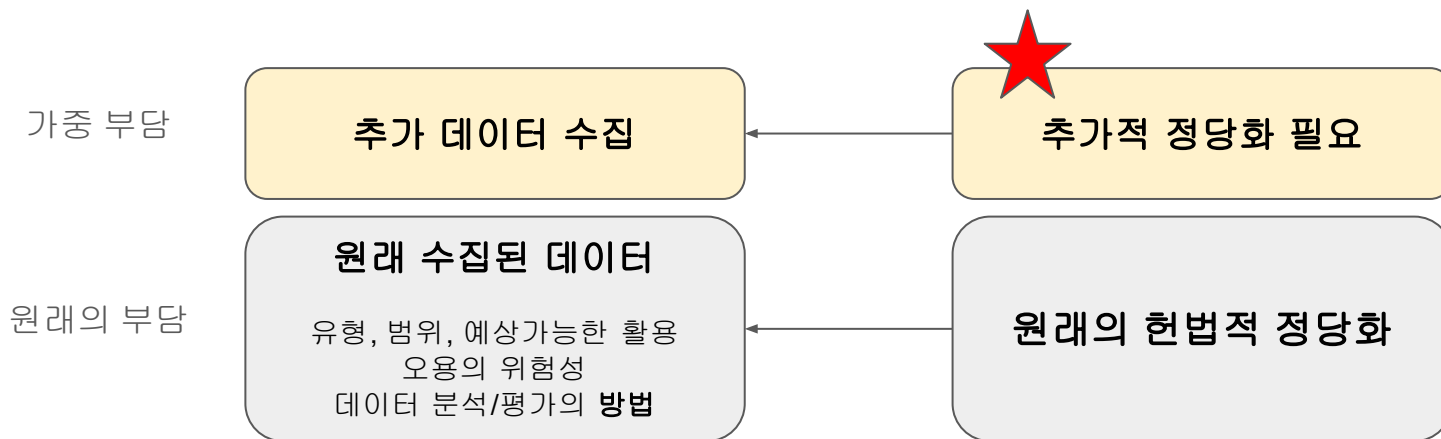 가중 부담
추가 데이터 수집
추가적 정당화 필요
원래의 부담
원래 수집된 데이터
유형, 범위, 예상가능한 활용
오용의 위험성
데이터 분석/평가의 방법
원래의 헌법적 정당화